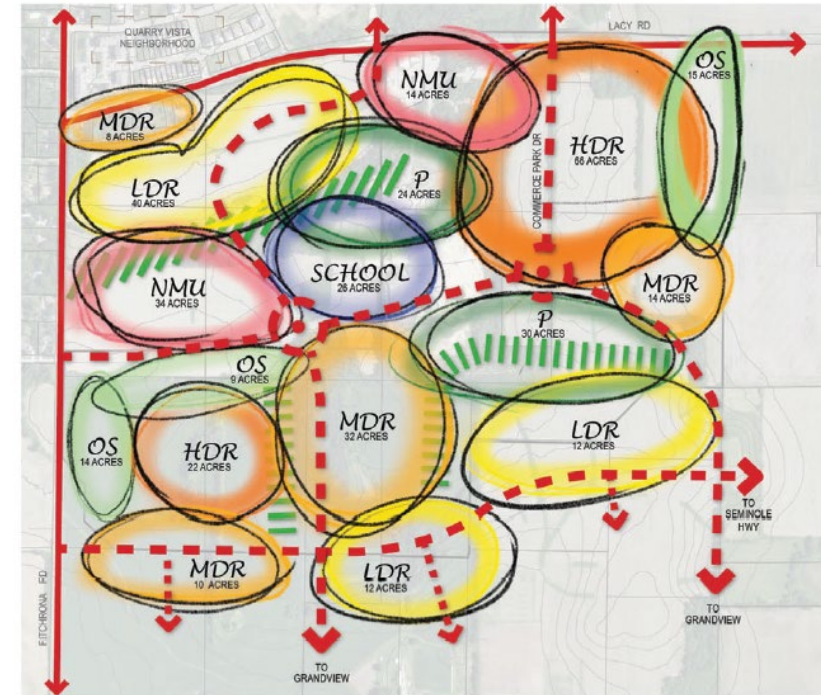 QUARRY VISTA
NEIGHBORHOOD
LACY RD
NMU
14 ACRES
OS
15 ACRES
MDR
8 ACRES
HDR
66 ACRES
COMMERCE PARK DR
P
24 ACRES
LDR
40 ACRES
SCHOOL
26 ACRES
NMU
34 ACRES
MDR
14 ACRES
P
30 ACRES
OS
9 ACRES
MDR
32 ACRES
LDR
12 ACRES
OS
14 ACRES
HDR
22 ACRES
TO
SEMINOLE
HWY
MDR
10 ACRES
LDR
12 ACRES
FITCHRONA RD
TO
GRANDVIEW
TO
GRANDVIEW